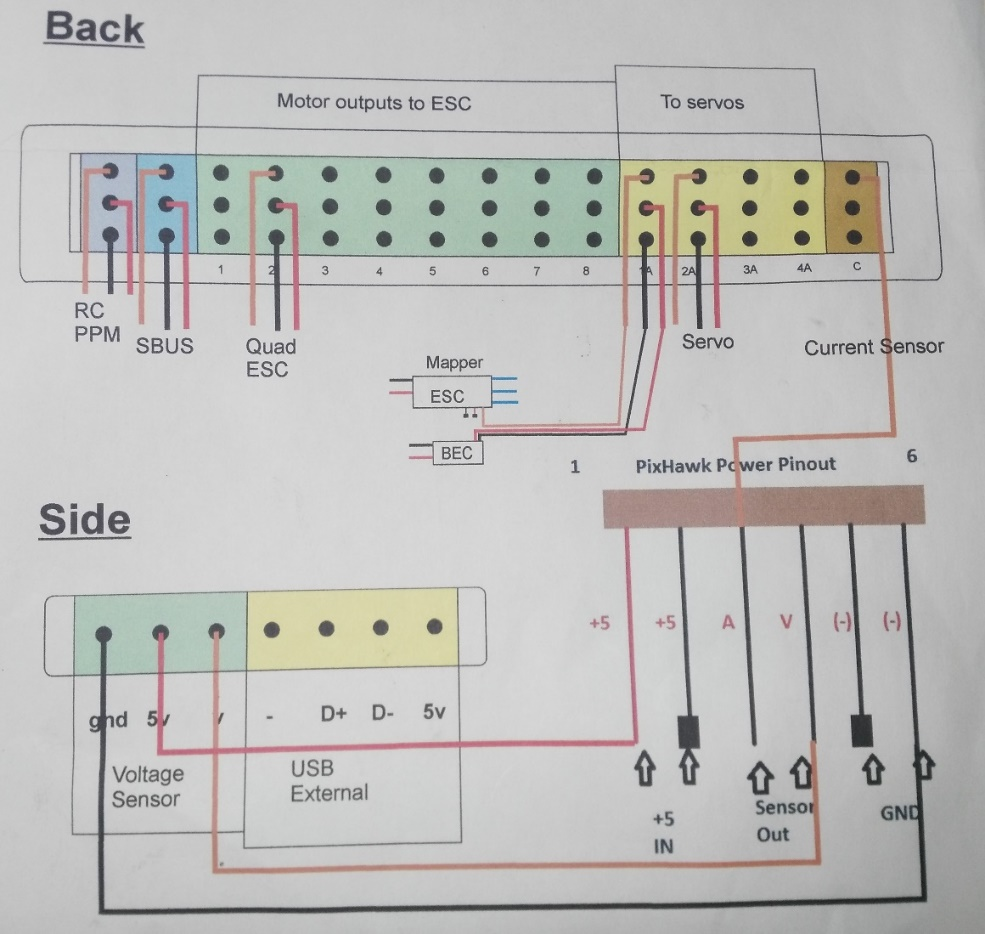 Back
Motor outputs to ESC
To servos
1 2 3 4 5 6 7 8 1A 2A 3A 4A C
RC
PPM
SBUS
Quad
ESC
Servo
Current Sensor
Mapper
ESC
BEC
1 PixHawk Power Pinout 6
Side
+5 +5 A V (-) (-)
gnd 5v v - D+ D- 5v
Voltage
Sensor
USB
External
+5
IN
Sensor
Out
GND